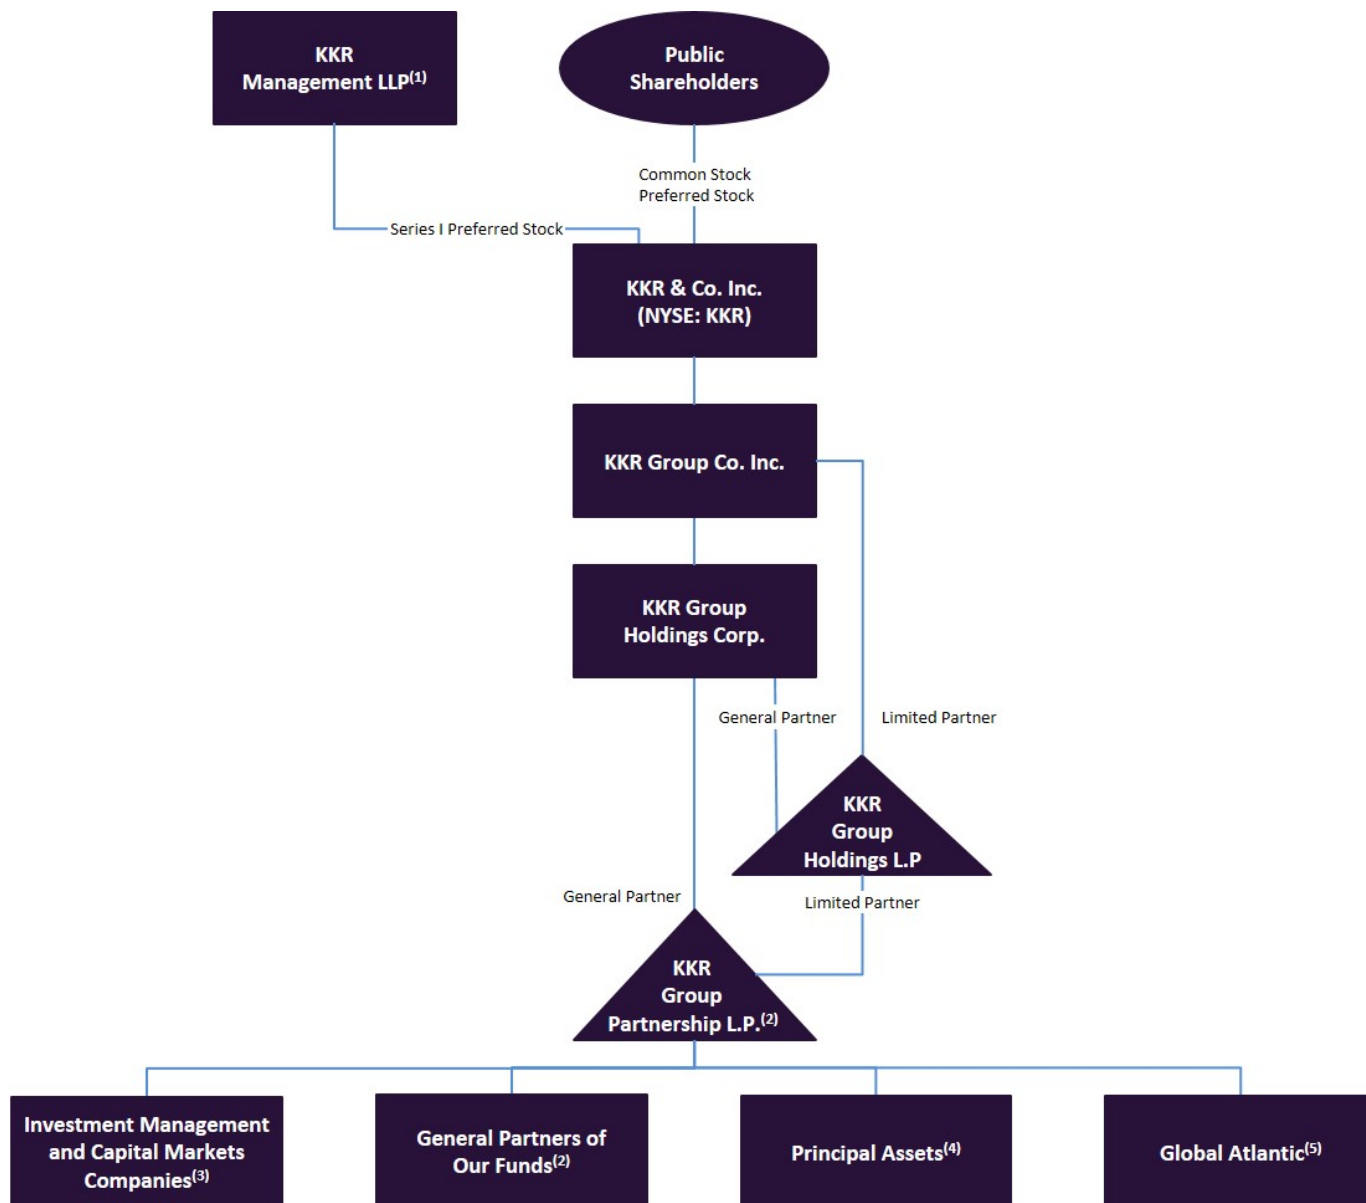 KKR
Management LLP(1)
Public
Shareholders
Common Stock
Preferred Stock
Series I Preferred Stock
KKR & Co. Inc.
(NYSE: KKR)
KKR Group Co. Inc.
KKR Group
Holdings Corp.
General Partner
Limited Partner
KKR
Group
Holdings L.P
General Partner
Limited Partner
KKR
Group
Partnership L.P.(2)
Investment Management
and Capital Markets
Companies(3)
General Partners of
Our Funds(2)
Principal Assets(4)
Global Atlantic(5)